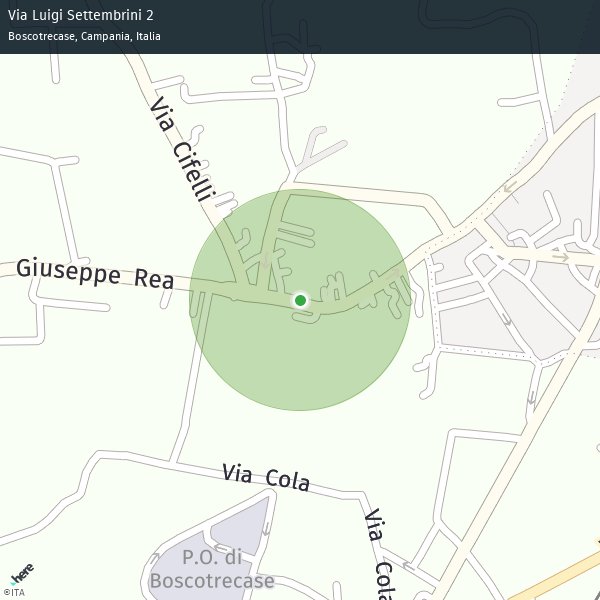 Via Luigi Settembrini 2
Boscotrecase, Campania, Italia
Via Cifelli
Giuseppe Rea
Via Cola
Via Cola
P.O. di
Boscotrecase
here
©ITA